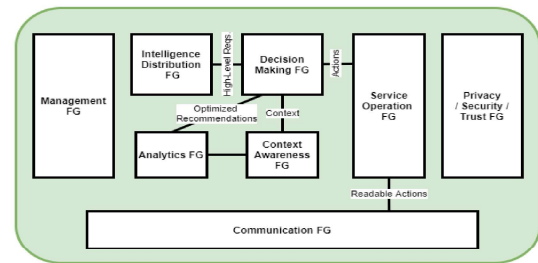 Management
FG
Intelligence
Distribution
FG
High-Level Reqs.
Decision
Making FG
Actions
Service
Operation
FG
Privacy
/ Security /
Trust FG
Optimized
Recommendations
Context
Analytics FG
Context
Awareness FG
Readable Actions
Communication FG